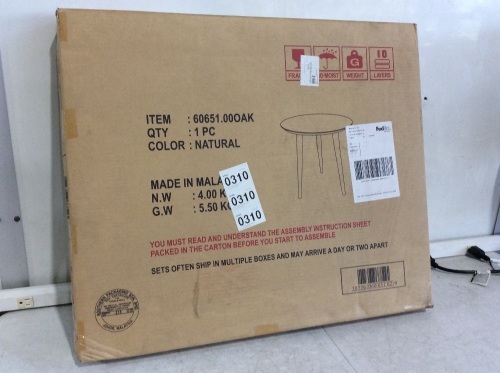 10
WEIGHT
LAYERS
ITEM : 60651.00OAK
QTY : 1 PC
COLOR : NATURAL
FedEx
MADE IN
N.W : 4.00
G.W : 5.50
0310
0310
0310
YOU MUST READ AND UNDERSTAND THE ASSEMBLY INSTRUCTION SHEET
PACKED IN THE CARTON BEFORE YOU START TO ASSEMBLE
SETS OFTEN SHIP IN MULTIPLE BOXES AND MAY ARRIVE A DAY OR TWO APART